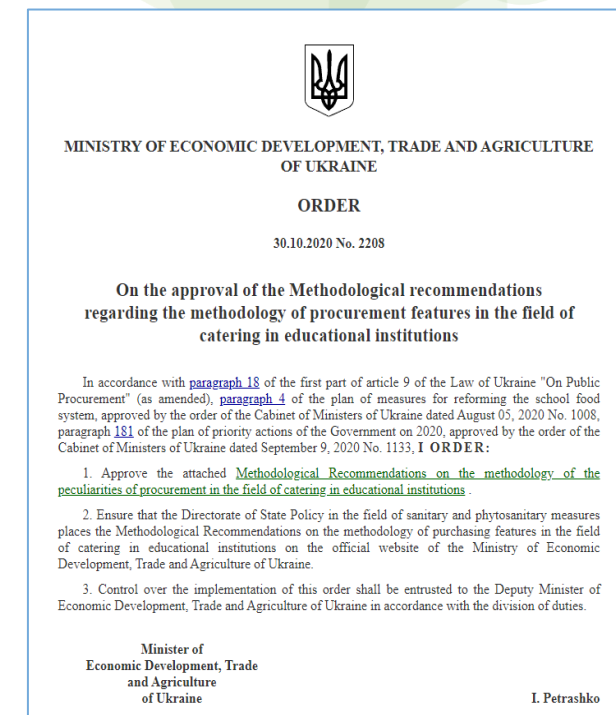 MINISTRY OF ECONOMIC DEVELOPMENT, TRADE AND AGRICULTURE
OF UKRAINE
ORDER
30.10.2020 No. 2208
On the approval of the Methodological recommendations
regarding the methodology of procurement features in the field of
catering in educational institutions
In accordance with paragraph 18 of the first part of article 9 of the Law of Ukraine "On Public
Procurement" (as amended), paragraph 4 of the plan of measures for reforming the school food
system, approved by the order of the Cabinet of Ministers of Ukraine dated August 05, 2020 No. 1008,
paragraph 181 of the plan of priority actions of the Government on 2020, approved by the order of the
Cabinet of Ministers of Ukraine dated September 9, 2020 No. 1133, I ORDER:
1. Approve the attached Methodological Recommendations on the methodology of the
peculiarities of procurement in the field of catering in educational institutions .
2. Ensure that the Directorate of State Policy in the field of sanitary and phytosanitary measures
places the Methodological Recommendations on the methodology of purchasing features in the field
of catering in educational institutions on the official website of the Ministry of Economic
Development, Trade and Agriculture of Ukraine.
3. Control over the implementation of this order shall be entrusted to the Deputy Minister of
Economic Development, Trade and Agriculture of Ukraine in accordance with the division of duties.
Minister of
Economic Development, Trade
and Agriculture
of Ukraine I. Petrashko